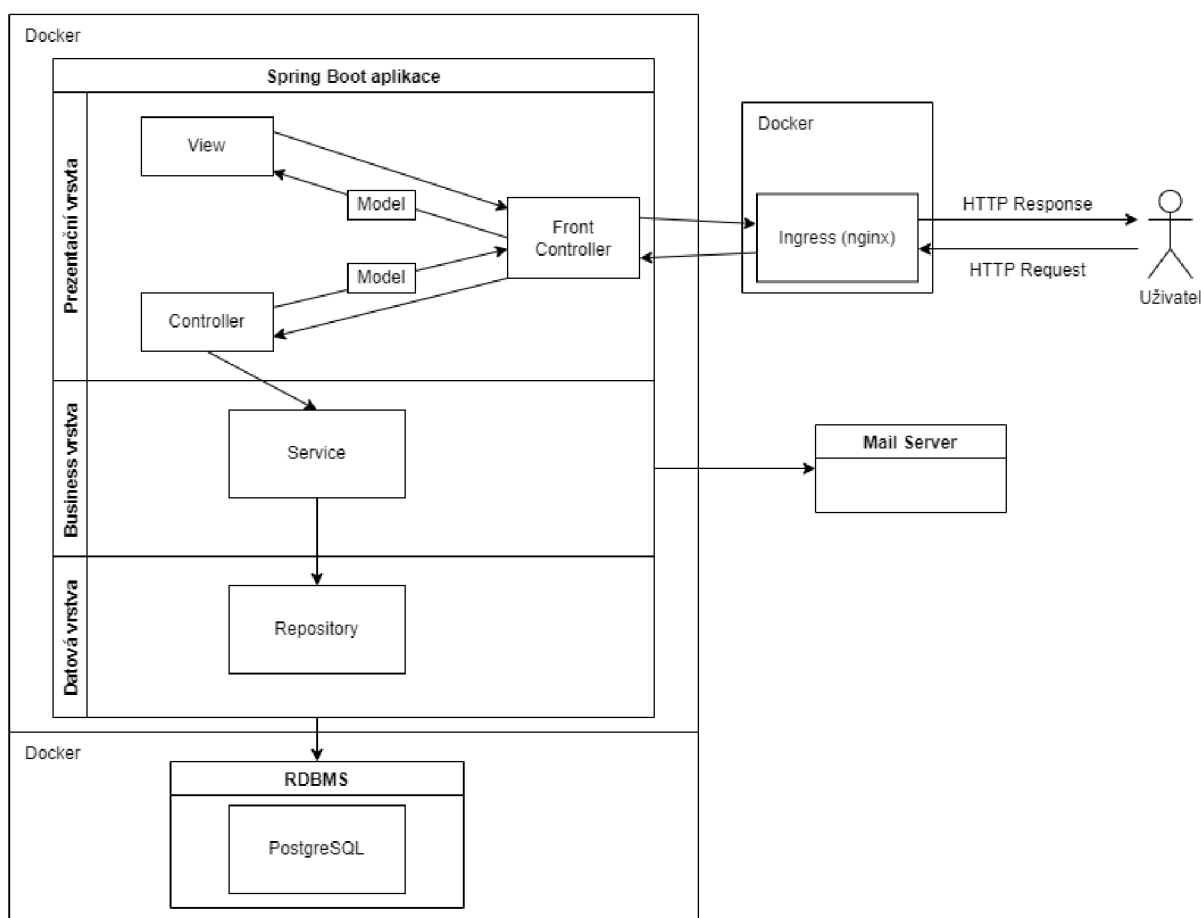 Docker
Spring Boot aplikace
Prezentační vrsvta
View
Model
Front
Controller
Model
Controller
Docker
Ingress (nginx)
HTTP Response
HTTP Request
Uživatel
Business vrstva
Service
Mail Server
Datová vrstva
Repository
Docker
RDBMS
PostgreSQL